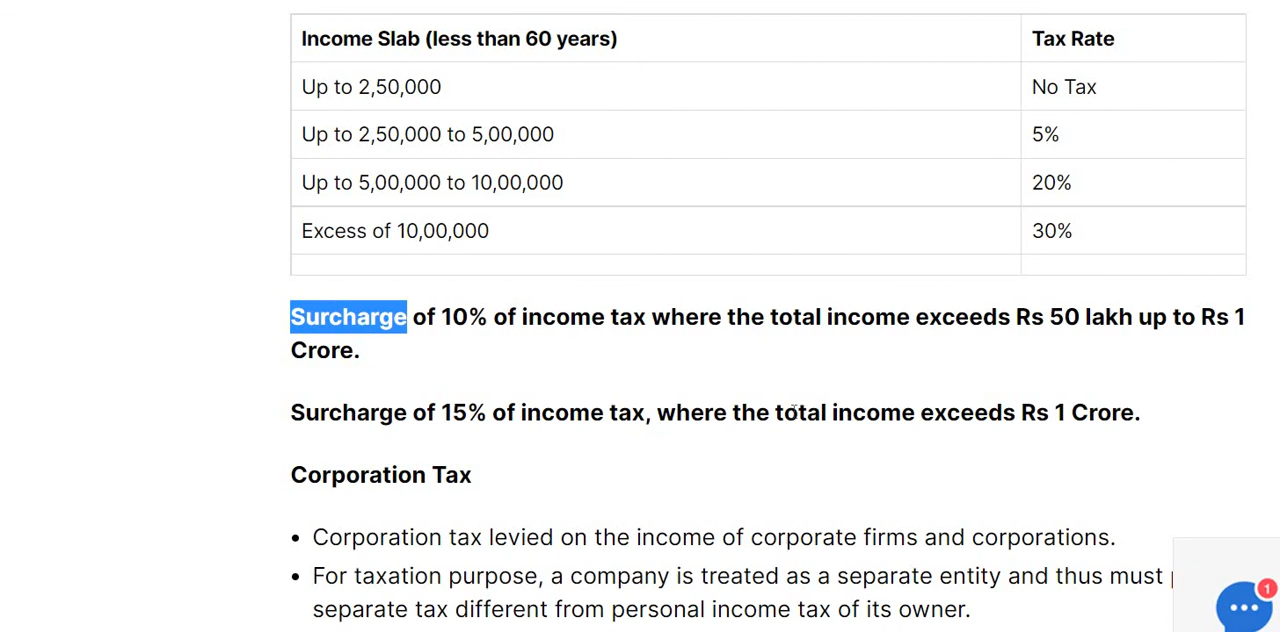 Income Slab (less than 60 years) Tax Rate
Up to 2,50,000 No Tax
Up to 2,50,000 to 5,00,000 5%
Up to 5,00,000 to 10,00,000 20%
Excess of 10,00,000 30%
Surcharge of 10% of income tax where the total income exceeds Rs 50 lakh up to Rs 1
Crore.
Surcharge of 15% of income tax, where the total income exceeds Rs 1 Crore.
Corporation Tax
• Corporation tax levied on the income of corporate firms and corporations.
• For taxation purpose, a company is treated as a separate entity and thus must
separate tax different from personal income tax of its owner.
1